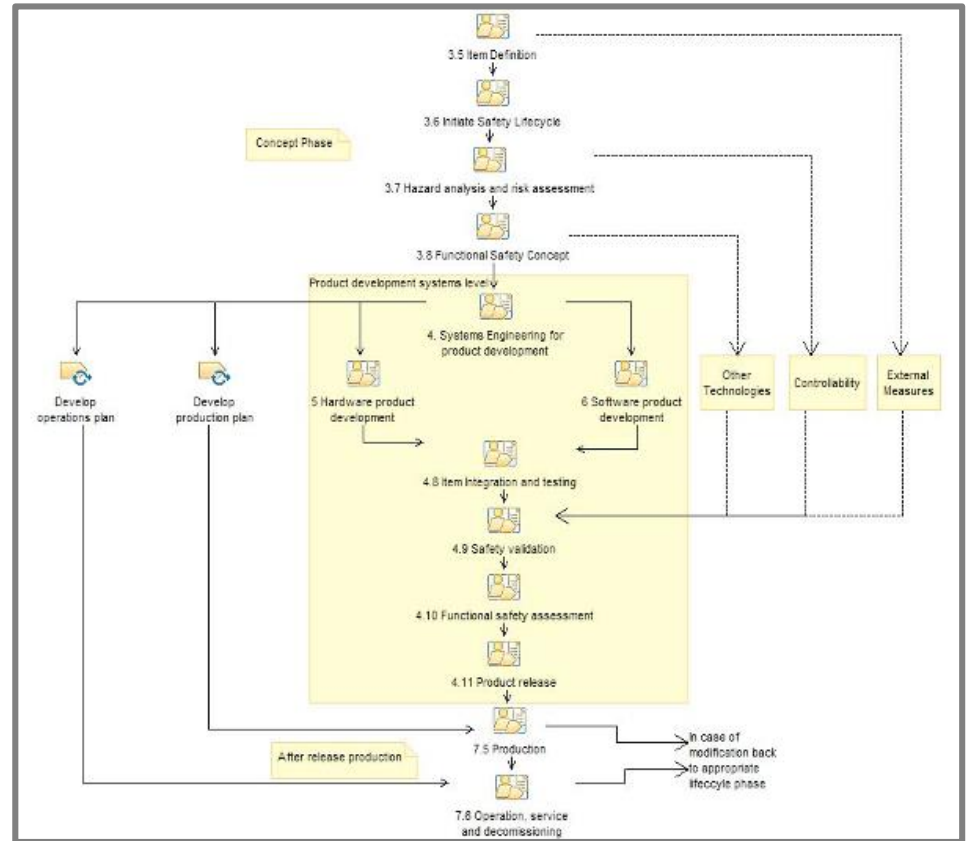 3.5 Item Definition
3.6 Initiate Safety Lifecycle
Concept Phase
3.7 Hazard analysis and risk assessment
3.8 Functional Safety Concept
Product development systems level
4. Systems Engineering for
product development
Develop
operations plan
Develop
production plan
5 Hardware product
development
6 Software product
development
Other
Technologies
Controllability
External
Measures
4.8 Item Integration and testing
4.9 Safety validation
4.10 Functional safety assessment
4.11 Product release
7.5 Production
After release production
In case of
modification back
to appropriate
lifeccyle phase
7.6 Operation, service
and decomissioning